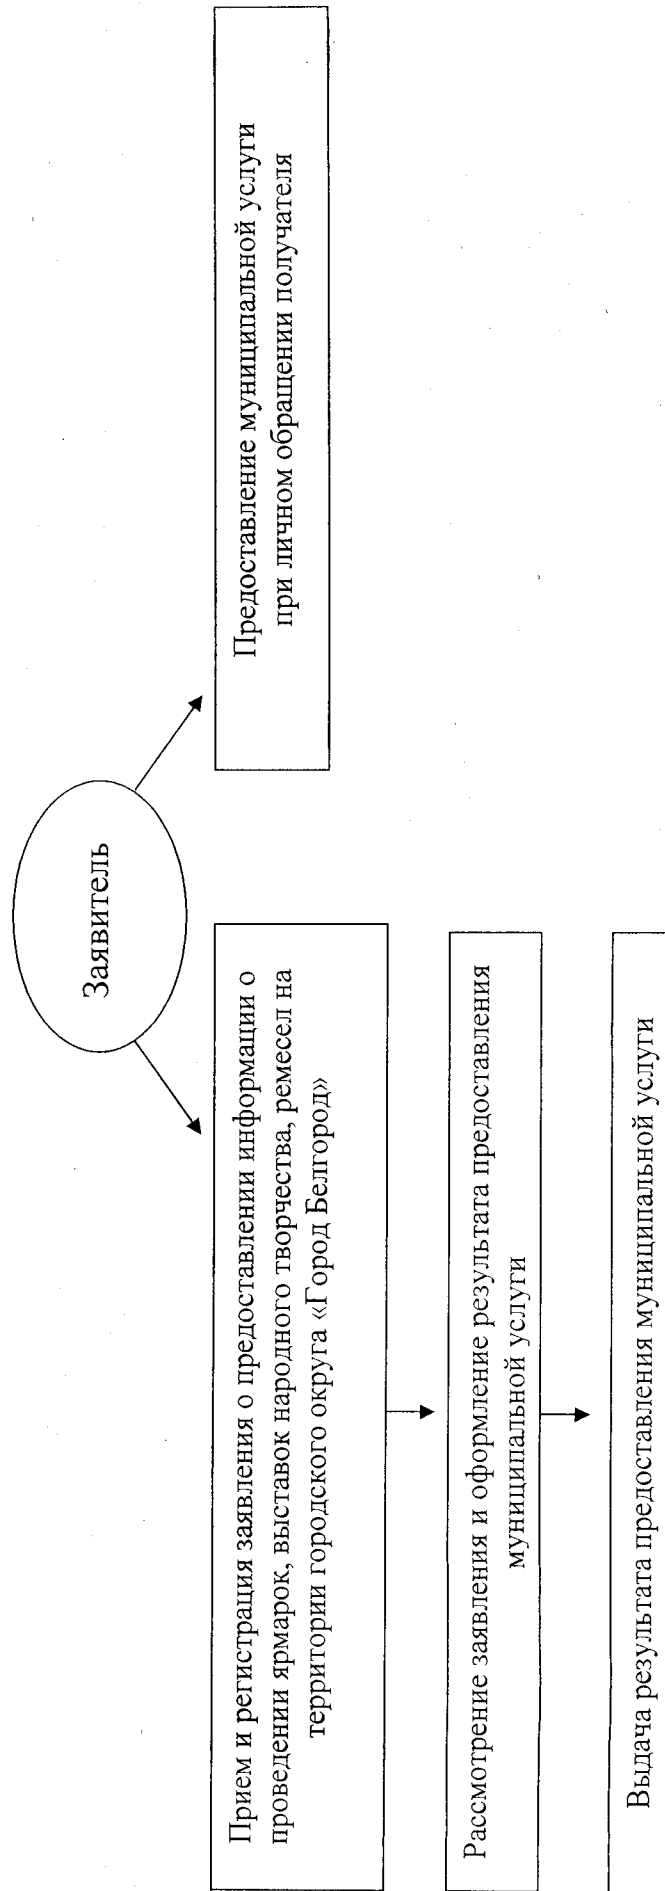 Заявитель
Прием и регистрация заявления о предоставлении информации о
проведении ярмарок, выставок народного творчества, ремесел на
территории городского округа «Город Белгород»
Предоставление муниципальной услуги
при личном обращении получателя
Рассмотрение заявления и оформление результата предоставления
муниципальной услуги
Выдача результата предоставления муниципальной услуги